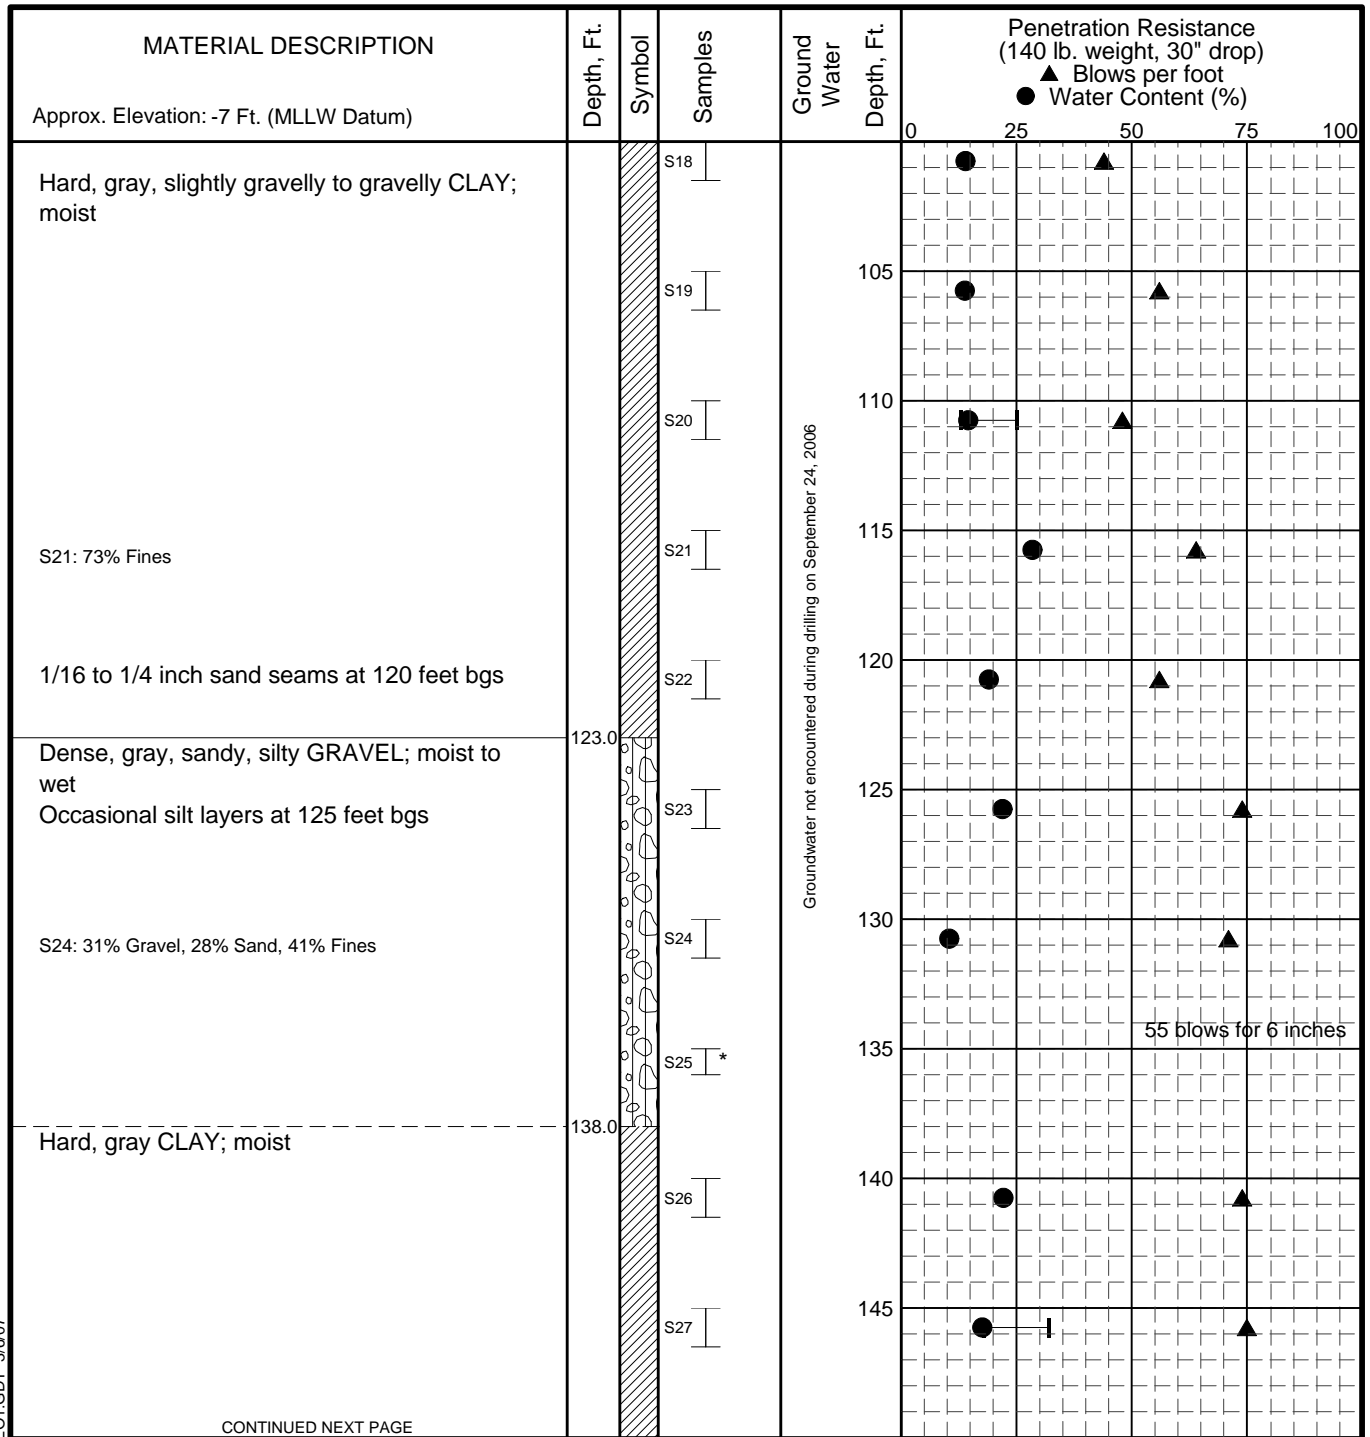 MATERIAL DESCRIPTION
Approx. Elevation: -7 Ft. (MLLW Datum)
Depth, Ft.
Symbol
Samples
Ground
Water
Depth, Ft.
Penetration Resistance
(140 lb. weight, 30" drop)
▲ Blows per foot
● Water Content (%)
0 25 50 75 100
Hard, gray, slightly gravelly to gravelly CLAY;
moist
S18
105
S19
110
S20
115
S21: 73% Fines
S21
120
1/16 to 1/4 inch sand seams at 120 feet bgs
S22
Groundwater not encountered during drilling on September 24, 2006
123.0
Dense, gray, sandy, silty GRAVEL; moist to
wet
Occasional silt layers at 125 feet bgs
125
S23
130
S24: 31% Gravel, 28% Sand, 41% Fines
S24
55 blows for 6 inches
135
S25 *
138.0
Hard, gray CLAY; moist
140
S26
145
S27
CONTINUED NEXT PAGE